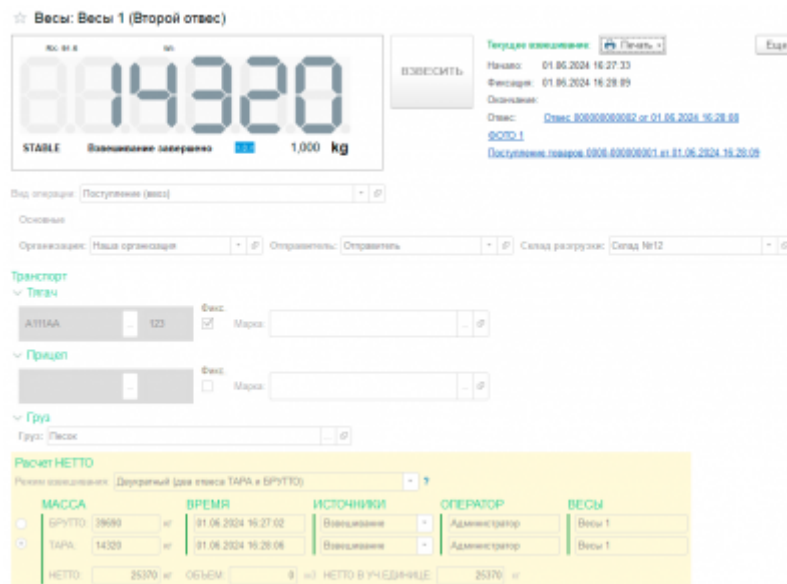 Весы: Весы 1 (Второй отвес)
14320
STABLE Взвешивание завершено 1,000 kg
ВЗВЕСИТЬ
Текущее взвешивание: Печать Еще
Начало: 01.06.2024 16:27:33
Фиксация: 01.06.2024 16:28:09
Окончание:
Отвес: Отвес 000000000002 от 01.06.2024 16:28:08
ФОТО 1
Поступление товаров 0000-000000001 от 01.06.2024 16:28:09
Вид операции: Поступление (ввоз)
Основные
Организация: Наша организация Отправитель: Отправитель Склад разгрузки: Склад №12
Транспорт
Тягач
А111АА ... 123 Фикс. Марка: ...
Прицеп
... Фикс. Марка: ...
Груз
Груз: Песок ...
Расчет НЕТТО
Режим взвешивания: Двукратный (два отвеса ТАРА и БРУТТО) ?
МАССА ВРЕМЯ ИСТОЧНИКИ ОПЕРАТОР ВЕСЫ
БРУТТО: 39690 кг 01.06.2024 16:27:02 Взвешивание Администратор Весы 1
ТАРА: 14320 кг 01.06.2024 16:28:06 Взвешивание Администратор Весы 1
НЕТТО: 25370 кг ОБЪЕМ: 0 м3 НЕТТО В УЧ.ЕДИНИЦЕ: 25370 кг